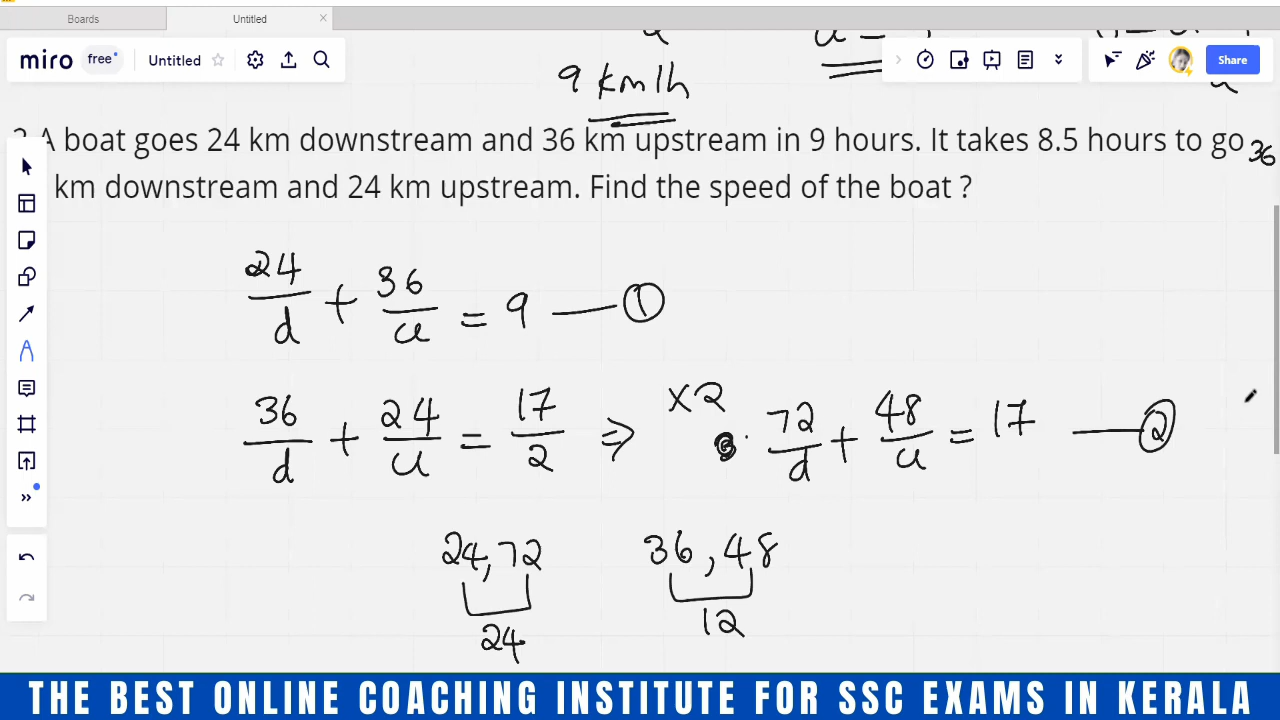 Boards Untitled ×
miro free Untitled Share
9 km/h
A boat goes 24 km downstream and 36 km upstream in 9 hours. It takes 8.5 hours to go 36
km downstream and 24 km upstream. Find the speed of the boat ?
24/d + 36/u = 9 — ①
36/d + 24/u = 17/2 ⇒ ×2 72/d + 48/u = 17 — ②
24, 72 36, 48
24 12
THE BEST ONLINE COACHING INSTITUTE FOR SSC EXAMS IN KERALA